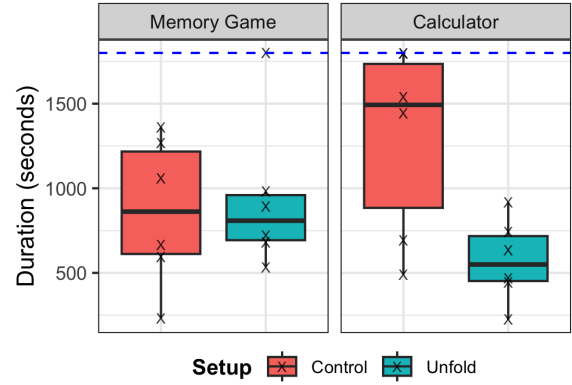 Memory Game
Calculator
Duration (seconds)
1500
1000
500
Setup
Control
Unfold